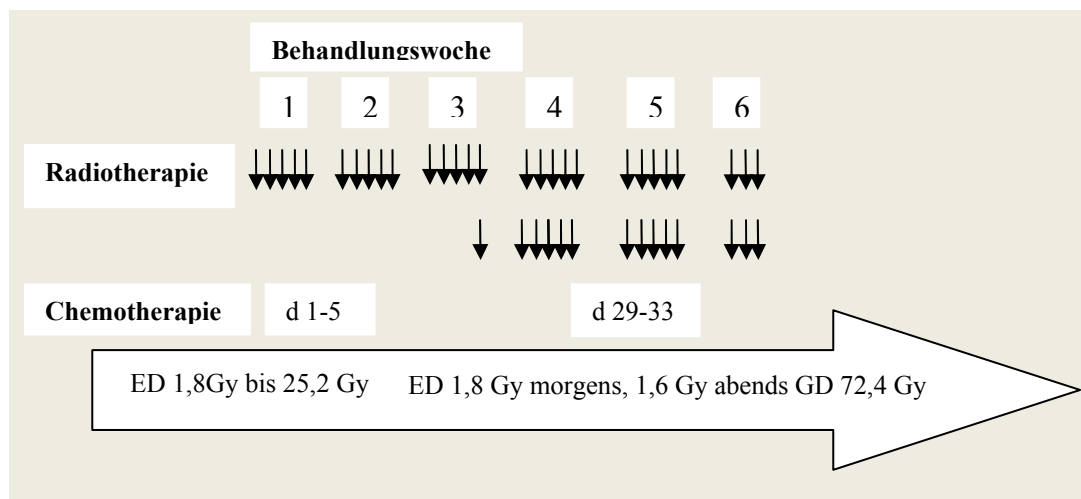 Behandlungswoche
1 2 3 4 5 6
Radiotherapie
Chemotherapie d 1-5 d 29-33
ED 1,8Gy bis 25,2 Gy ED 1,8 Gy morgens, 1,6 Gy abends GD 72,4 Gy